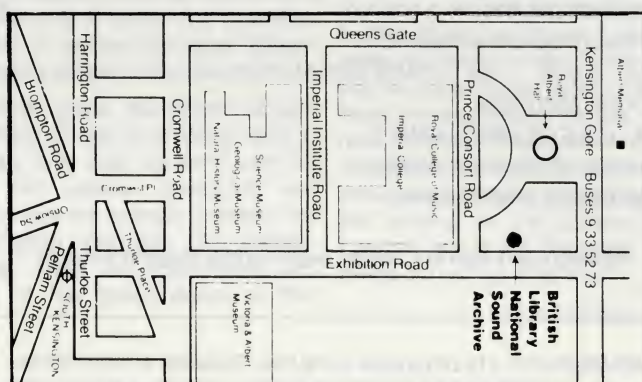 Queens Gate
Harrington Road
Brompton Road
Cromwell Road
Imperial Institute Road
Prince Consort Road
Kensington Gore
Buses 9 33 52 73
Albert Memorial
Royal
Albert
Hall
Royal College of Music
Imperial College
Science Museum
Geological Museum
Natural History Museum
Cromwell Pl
Onslow Sq
Thurloe Place
Thurloe Street
Pelham Street
SOUTH
KENSINGTON
Exhibition Road
Victoria & Albert
Museum
British
Library
National
Sound
Archive